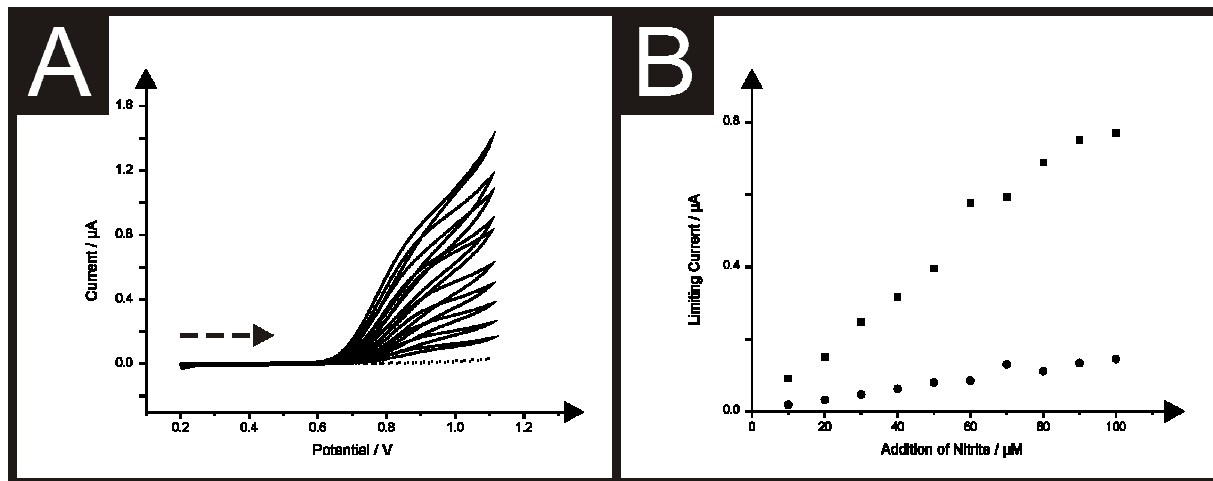 A
1.8
1.2
0.8
0.4
0.0
Current / µA
0.2 0.4 0.6 0.8 1.0 1.2
Potential / V
B
0.8
0.4
0.0
Limiting Current / µA
0 20 40 60 80 100
Addition of Nitrite / µM